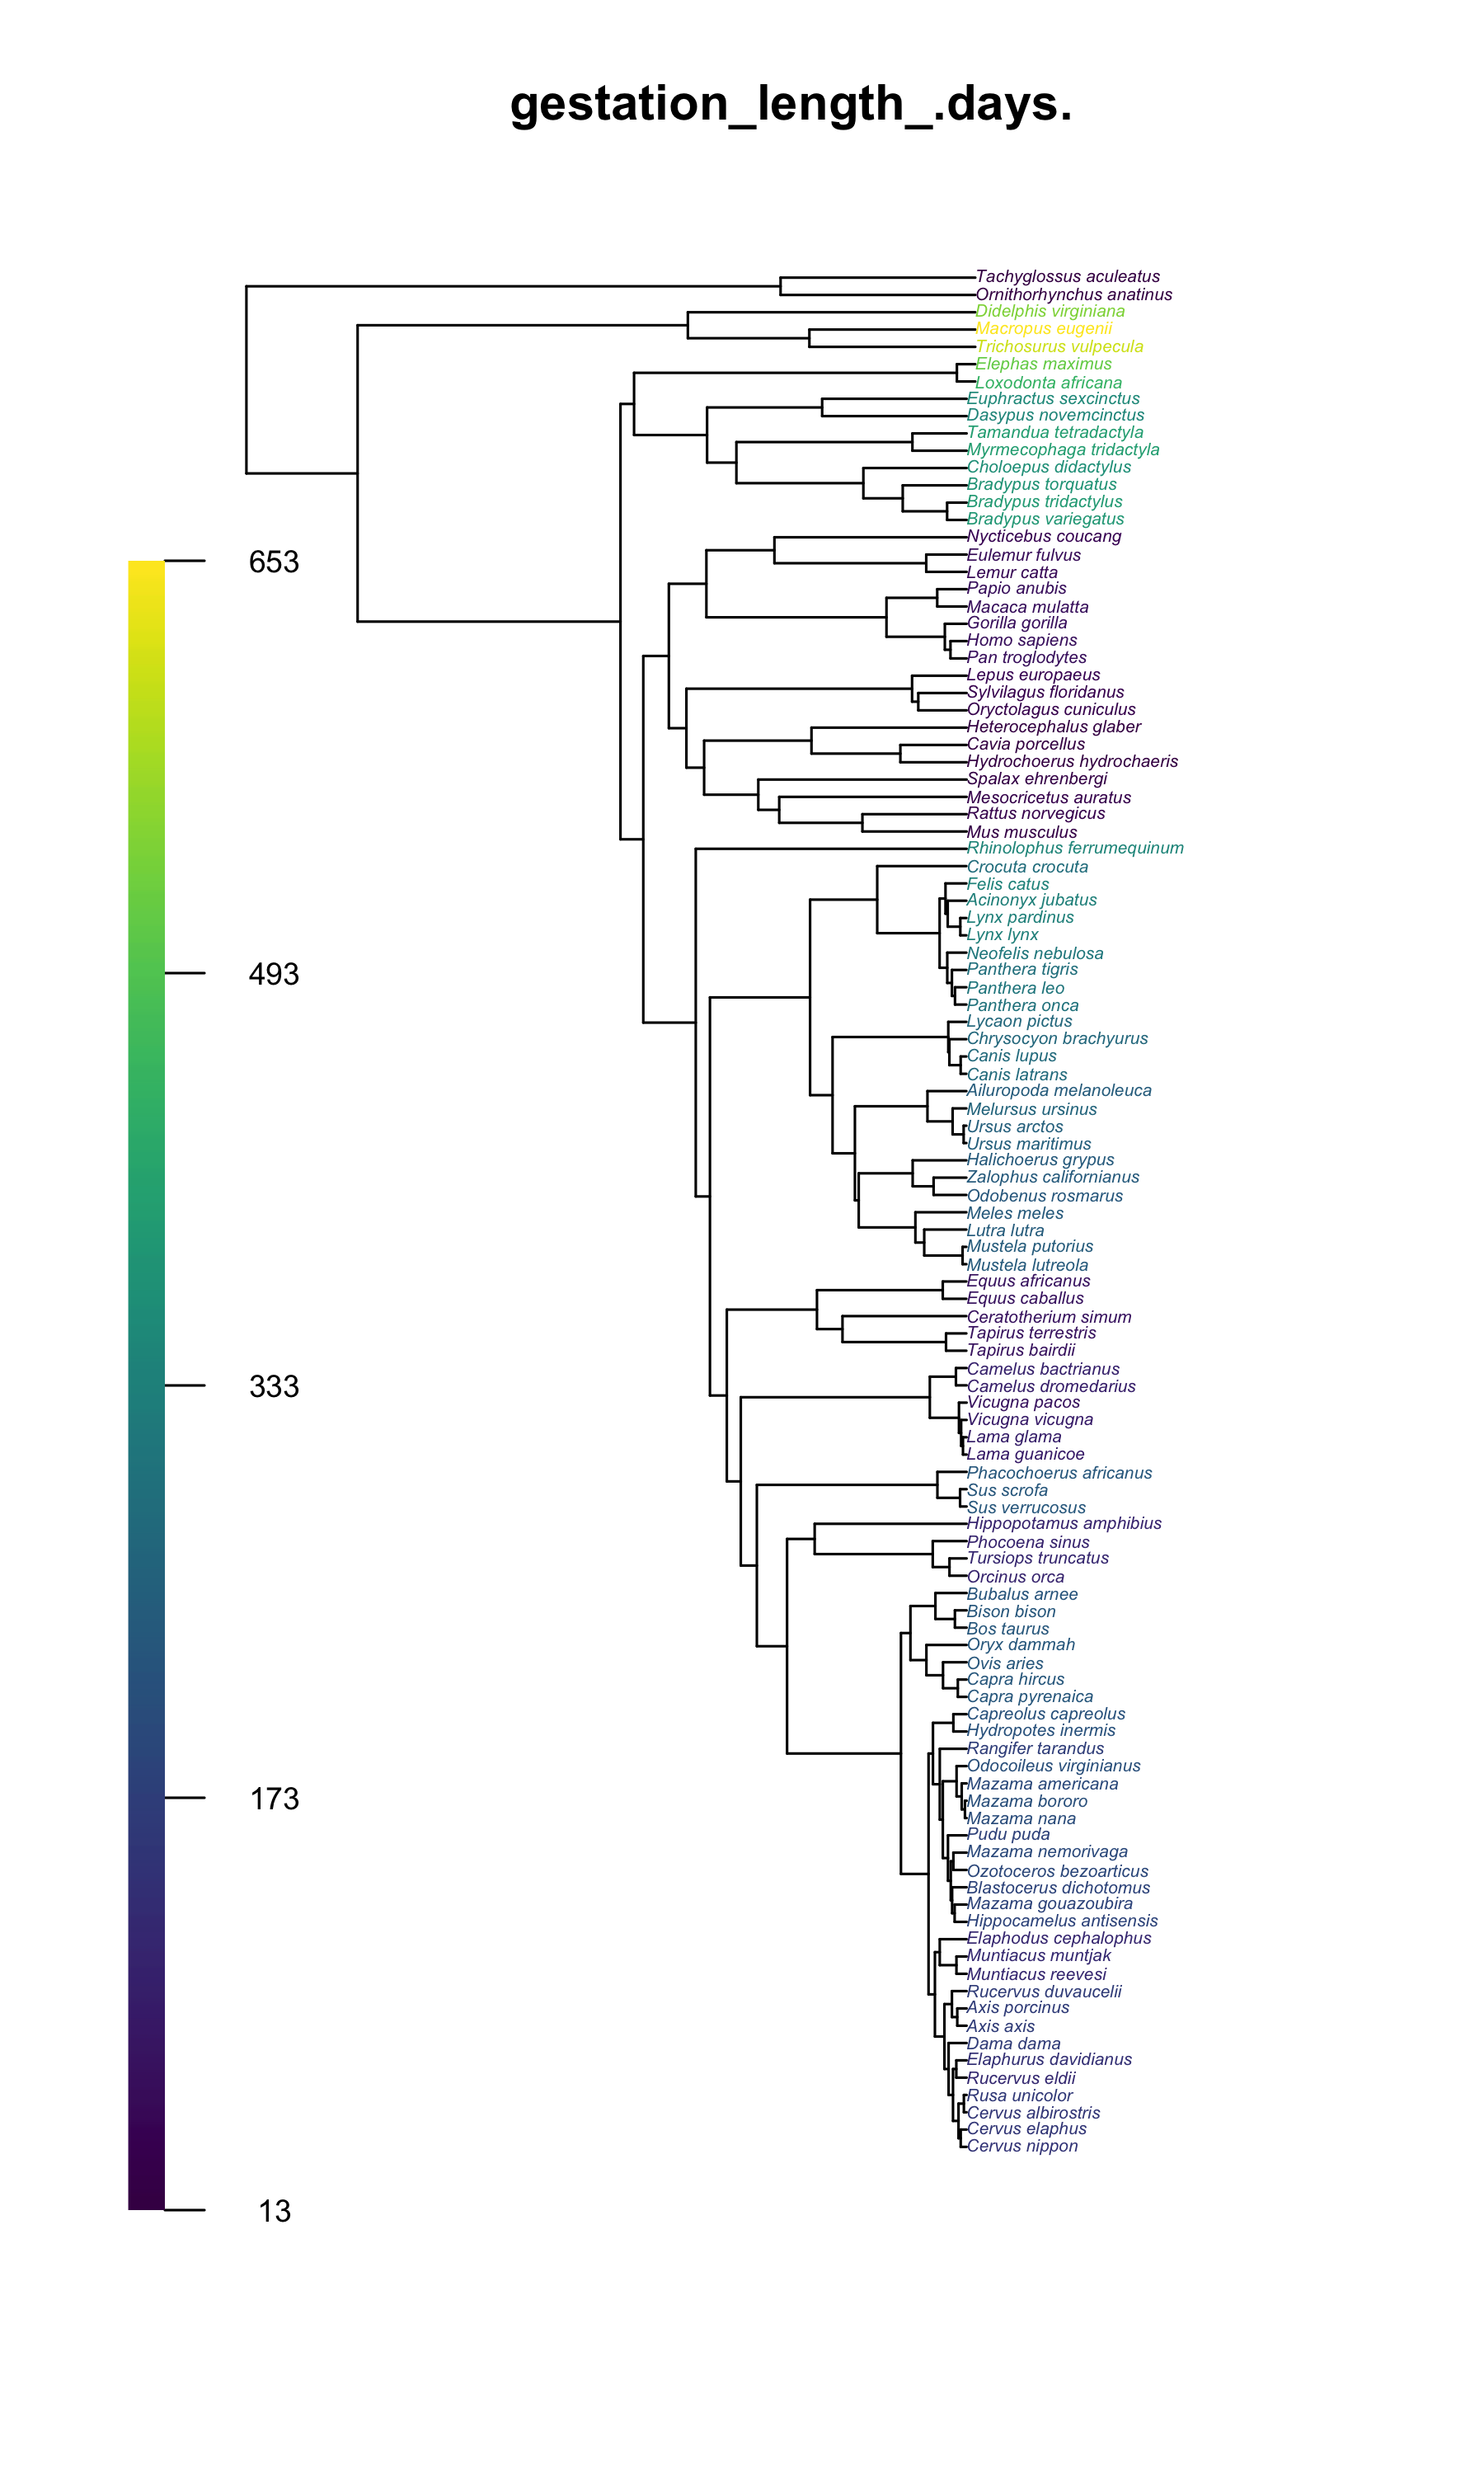 gestation_length_.days.
Tachyglossus aculeatus
Ornithorhynchus anatinus
Didelphis virginiana
Macropus eugenii
Trichosurus vulpecula
Elephas maximus
Loxodonta africana
Euphractus sexcinctus
Dasypus novemcinctus
Tamandua tetradactyla
Myrmecophaga tridactyla
Choloepus didactylus
Bradypus torquatus
Bradypus tridactylus
Bradypus variegatus
Nycticebus coucang
Eulemur fulvus
Lemur catta
Papio anubis
Macaca mulatta
Gorilla gorilla
Homo sapiens
Pan troglodytes
Lepus europaeus
Sylvilagus floridanus
Oryctolagus cuniculus
Heterocephalus glaber
Cavia porcellus
Hydrochoerus hydrochaeris
Spalax ehrenbergi
Mesocricetus auratus
Rattus norvegicus
Mus musculus
Rhinolophus ferrumequinum
Crocuta crocuta
Felis catus
Acinonyx jubatus
Lynx pardinus
Lynx lynx
Neofelis nebulosa
Panthera tigris
Panthera leo
Panthera onca
Lycaon pictus
Chrysocyon brachyurus
Canis lupus
Canis latrans
Ailuropoda melanoleuca
Melursus ursinus
Ursus arctos
Ursus maritimus
Halichoerus grypus
Zalophus californianus
Odobenus rosmarus
Meles meles
Lutra lutra
Mustela putorius
Mustela lutreola
Equus africanus
Equus caballus
Ceratotherium simum
Tapirus terrestris
Tapirus bairdii
Camelus bactrianus
Camelus dromedarius
Vicugna pacos
Vicugna vicugna
Lama glama
Lama guanicoe
Phacochoerus africanus
Sus scrofa
Sus verrucosus
Hippopotamus amphibius
Phocoena sinus
Tursiops truncatus
Orcinus orca
Bubalus arnee
Bison bison
Bos taurus
Oryx dammah
Ovis aries
Capra hircus
Capra pyrenaica
Capreolus capreolus
Hydropotes inermis
Rangifer tarandus
Odocoileus virginianus
Mazama americana
Mazama bororo
Mazama nana
Pudu puda
Mazama nemorivaga
Ozotoceros bezoarticus
Blastocerus dichotomus
Mazama gouazoubira
Hippocamelus antisensis
Elaphodus cephalophus
Muntiacus muntjak
Muntiacus reevesi
Rucervus duvaucelii
Axis porcinus
Axis axis
Dama dama
Elaphurus davidianus
Rucervus eldii
Rusa unicolor
Cervus albirostris
Cervus elaphus
Cervus nippon
653
493
333
173
13